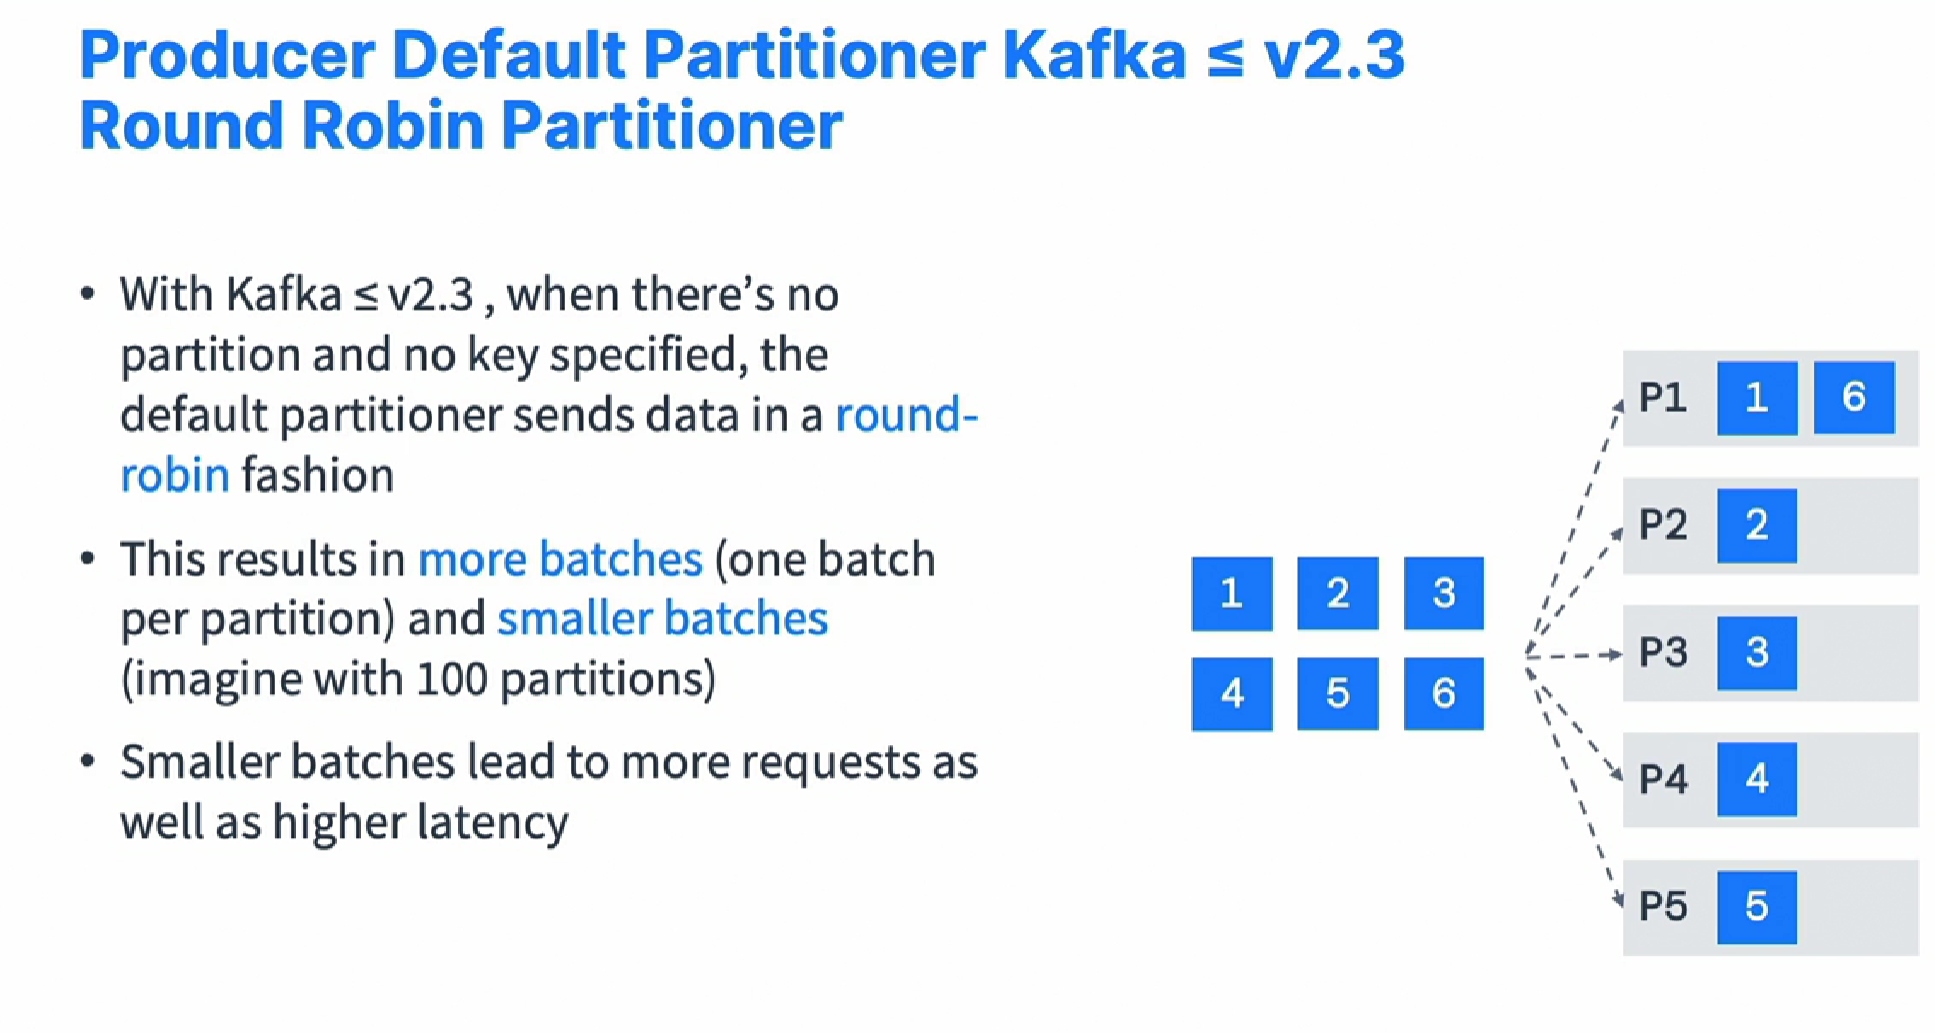 Producer Default Partitioner Kafka ≤ v2.3
Round Robin Partitioner
• With Kafka ≤ v2.3 , when there’s no
partition and no key specified, the
default partitioner sends data in a round-
robin fashion
• This results in more batches (one batch
per partition) and smaller batches
(imagine with 100 partitions)
• Smaller batches lead to more requests as
well as higher latency
1 2 3
4 5 6
P1 1 6
P2 2
P3 3
P4 4
P5 5